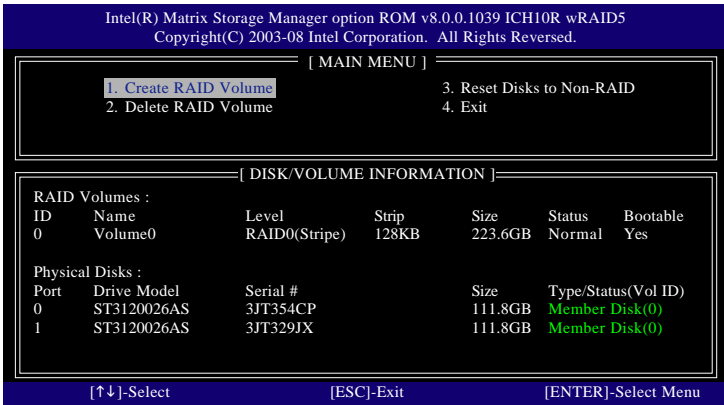 Intel(R) Matrix Storage Manager option ROM v8.0.0.1039 ICH10R wRAID5
Copyright(C) 2003-08 Intel Corporation. All Rights Reversed.
[ MAIN MENU ]
1. Create RAID Volume 3. Reset Disks to Non-RAID
2. Delete RAID Volume 4. Exit
[ DISK/VOLUME INFORMATION ]
RAID Volumes :
ID Name Level Strip Size Status Bootable
0 Volume0 RAID0(Stripe) 128KB 223.6GB Normal Yes
Physical Disks :
Port Drive Model Serial # Size Type/Status(Vol ID)
0 ST3120026AS 3JT354CP 111.8GB Member Disk(0)
1 ST3120026AS 3JT329JX 111.8GB Member Disk(0)
[↑↓]-Select [ESC]-Exit [ENTER]-Select Menu